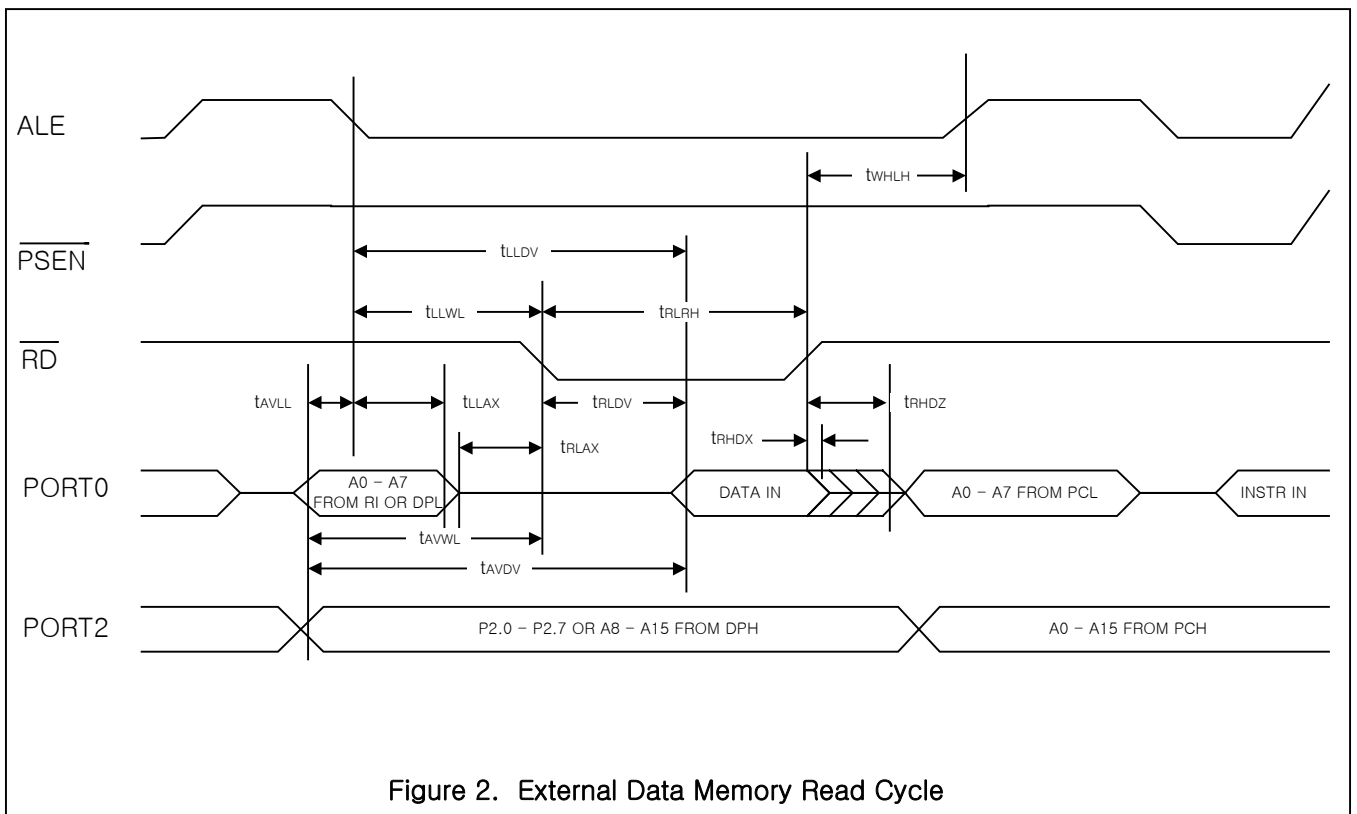 ALE
tWHLH
PSEN
tLLDV
tLLWL
tRLRH
RD
tAVLL
tLLAX
tRLDV
tRHDZ
tRHDX
tRLAX
PORT0
A0 – A7
FROM RI OR DPL
DATA IN
A0 – A7 FROM PCL
INSTR IN
tAVWL
tAVDV
PORT2
P2.0 – P2.7 OR A8 – A15 FROM DPH
A0 – A15 FROM PCH
Figure 2. External Data Memory Read Cycle